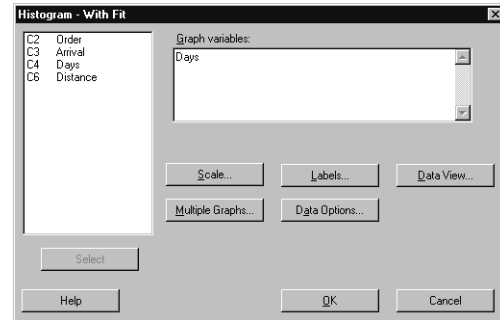 Histogram - With Fit
C2 Order
C3 Arrival
C4 Days
C6 Distance
Graph variables:
Days
Scale...
Labels...
Data View...
Multiple Graphs...
Data Options...
Select
Help
OK
Cancel